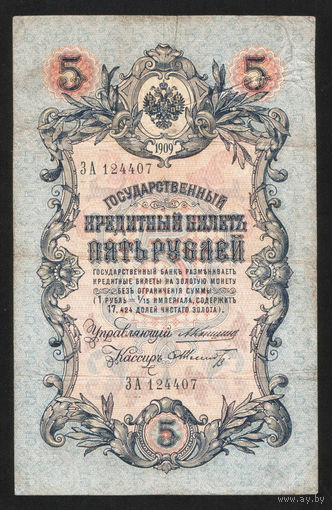 5 5
1909
ЗА 124407
ГОСУДАРСТВЕННЫЙ
КРЕДИТНЫЙ БИЛЕТЪ
ПЯТЬ РУБЛЕЙ
ГОСУДАРСТВЕННЫЙ БАНКЪ РАЗМѢНИВАЕТЪ
КРЕДИТНЫЕ БИЛЕТЫ НА ЗОЛОТУЮ МОНЕТУ
БЕЗЪ ОГРАНИЧЕНІЯ СУММЫ
(1 РУБЛЬ = 1/15 ИМПЕРІАЛА, СОДЕРЖИТЪ
17,424 ДОЛЕЙ ЧИСТАГО ЗОЛОТА).
Управляющій
Кассиръ
ЗА 124407
5
ay.by